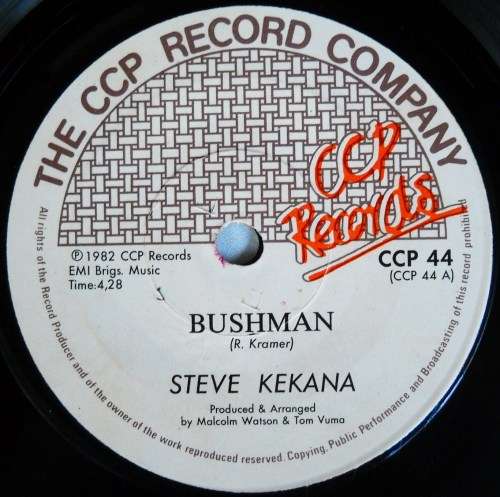 THE CCP RECORD COMPANY
CCP
Records
℗ 1982 CCP Records
EMI Brigs. Music
Time:4,28
CCP 44
(CCP 44 A)
BUSHMAN
(R. Kramer)
STEVE KEKANA
Produced & Arranged
by Malcolm Watson & Tom Vuma
All rights of the Record Producer and of the owner of the work reproduced reserved. Copying, Public Performance and Broadcasting of this record prohibited